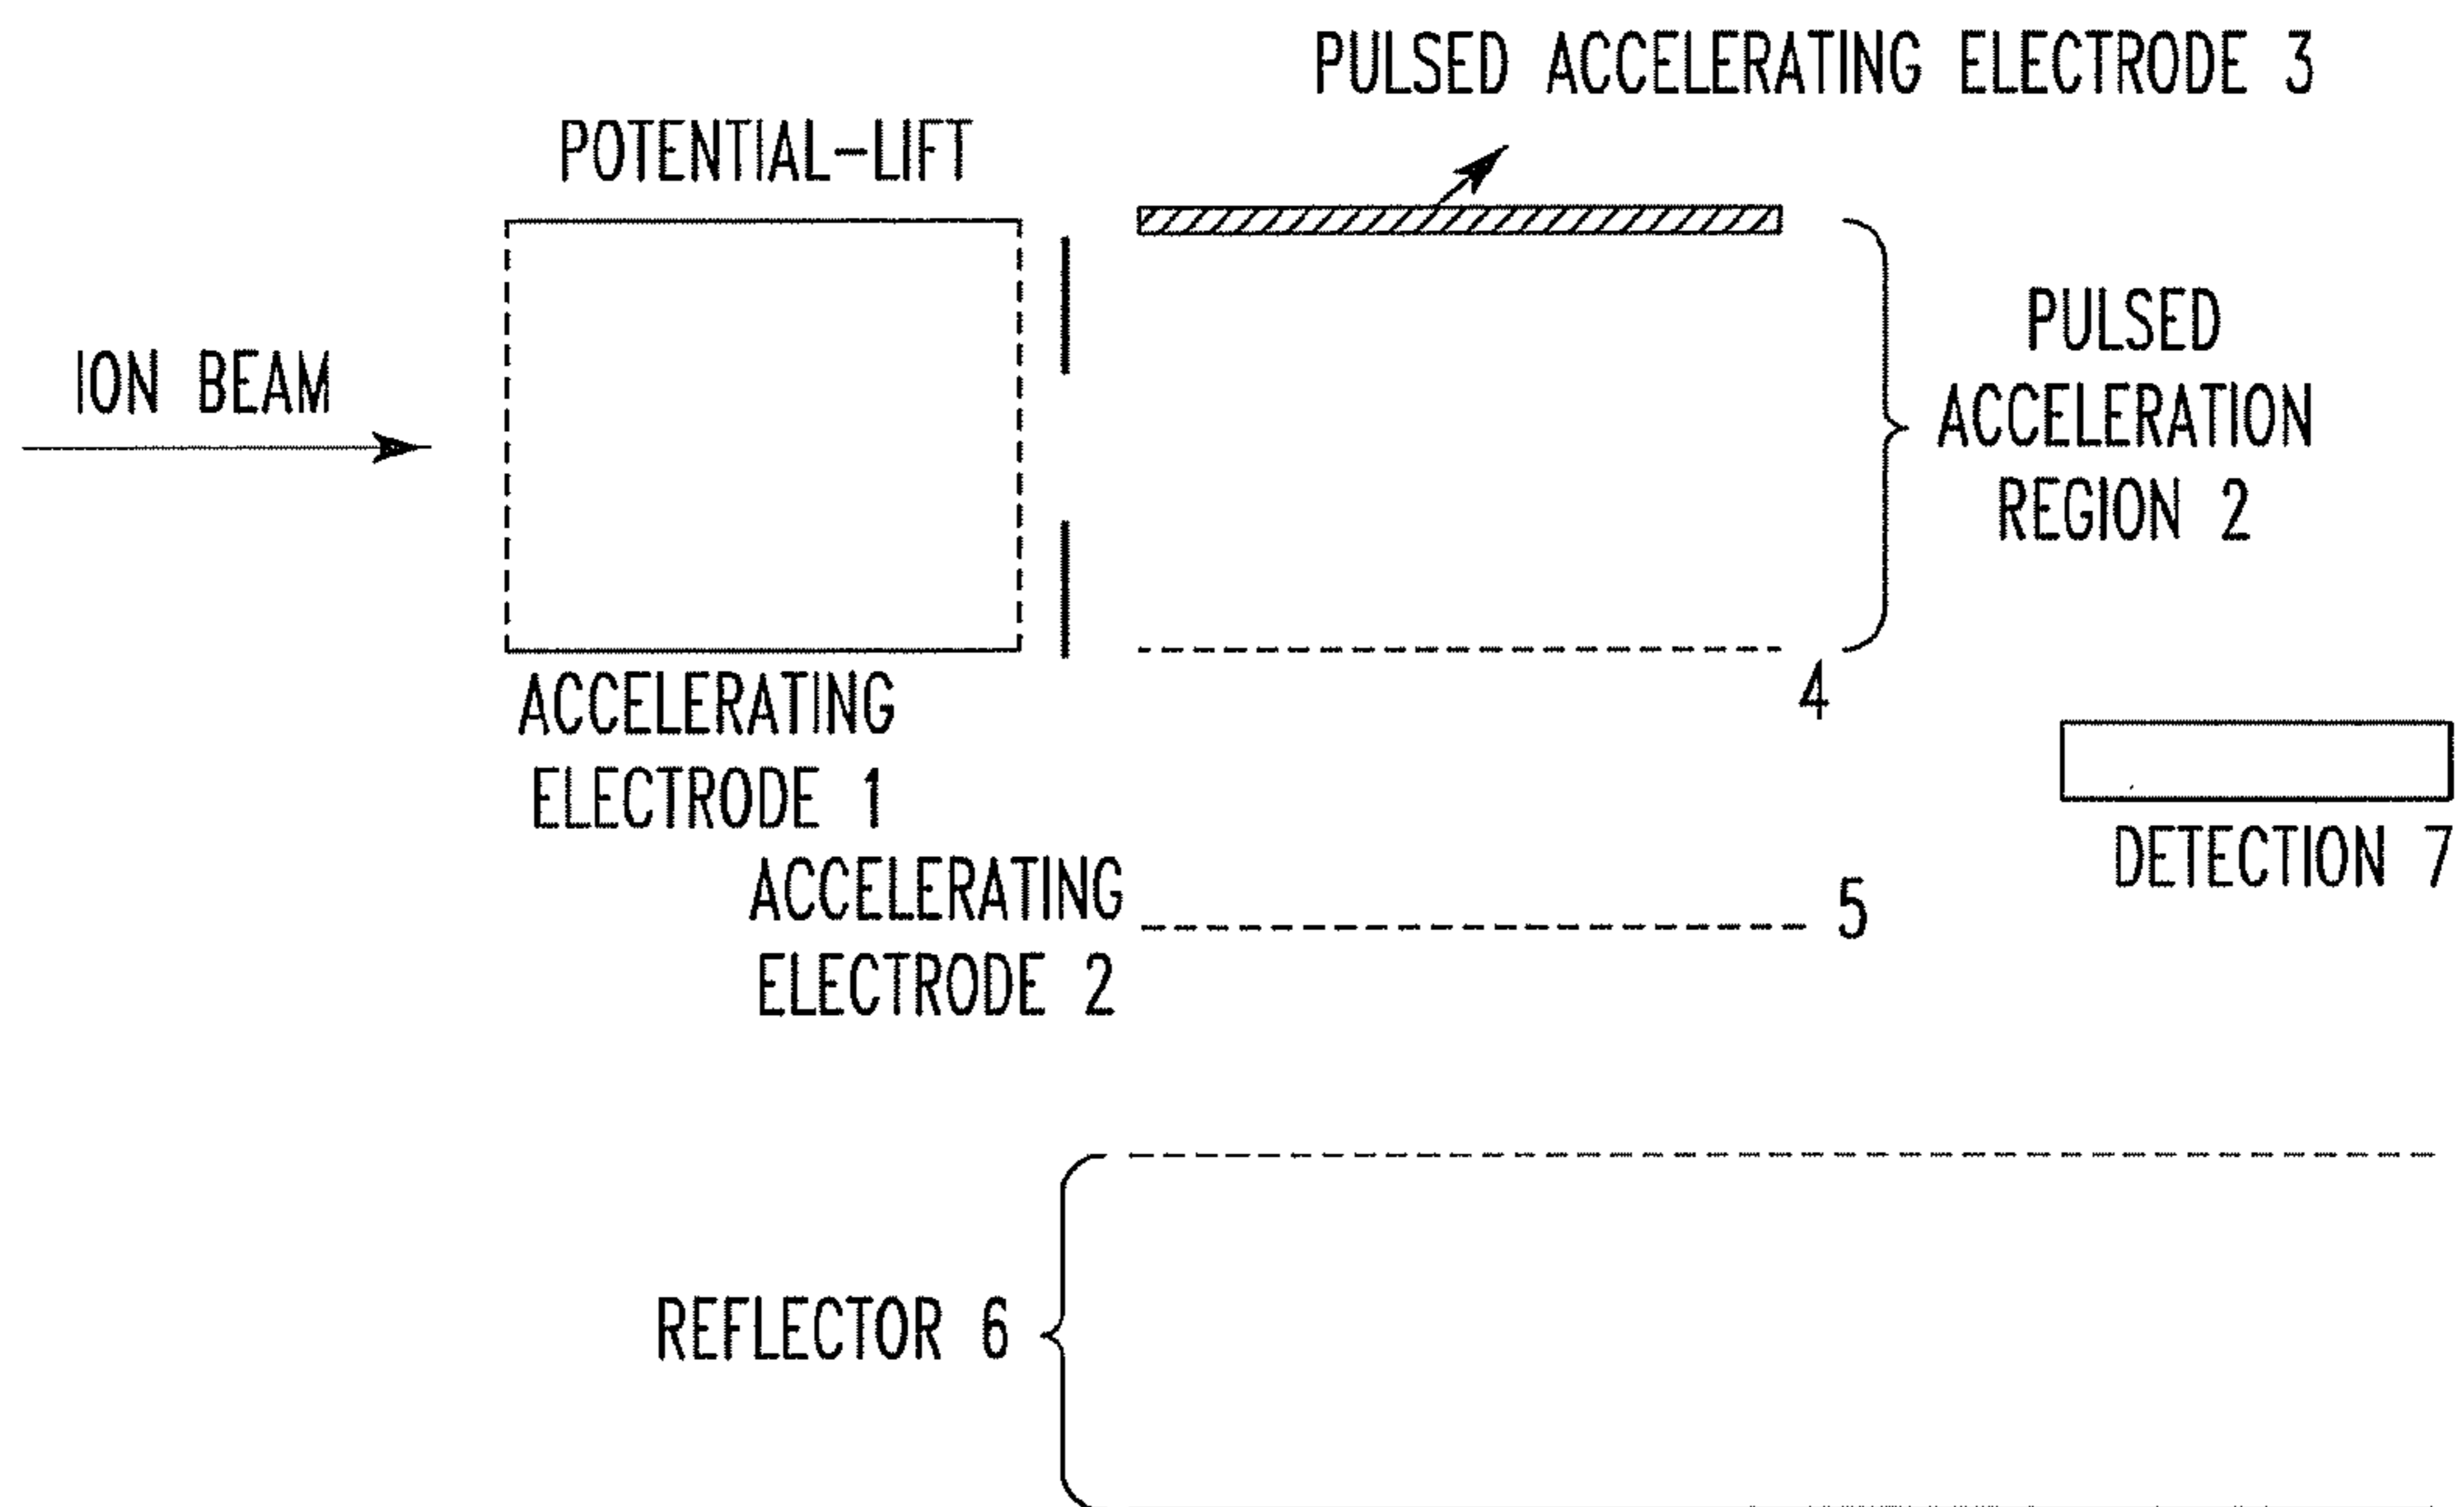 PULSED ACCELERATING ELECTRODE 3
POTENTIAL-LIFT
ION BEAM
PULSED
ACCELERATION
REGION 2
ACCELERATING
ELECTRODE 1
4
DETECTION 7
ACCELERATING
ELECTRODE 2
5
REFLECTOR 6